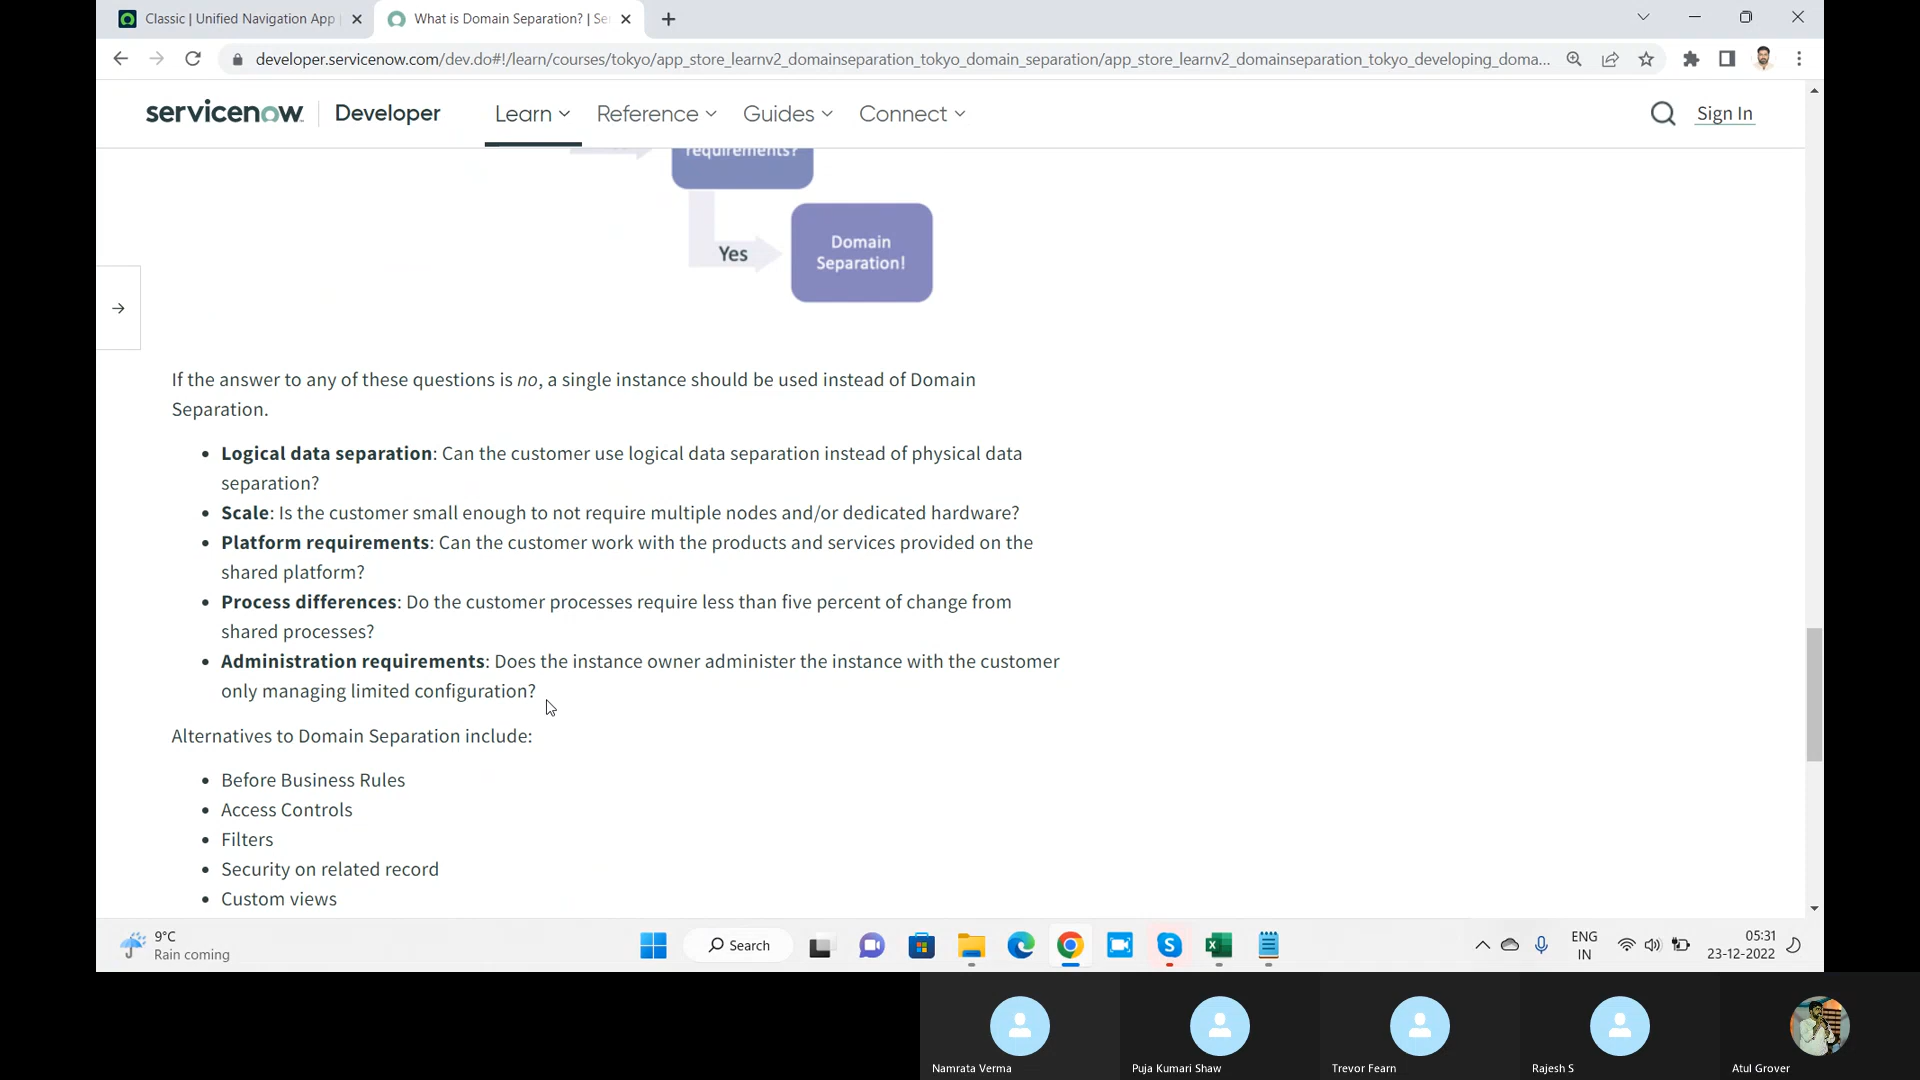 Classic | Unified Navigation App
What is Domain Separation? | Se
developer.servicenow.com/dev.do#!/learn/courses/tokyo/app_store_learnv2_domainseparation_tokyo_domain_separation/app_store_learnv2_domainseparation_tokyo_developing_doma...
servicenow
Developer
Learn
Reference
Guides
Connect
Sign In
requirements?
Yes
Domain
Separation!
If the answer to any of these questions is no, a single instance should be used instead of Domain
Separation.
• Logical data separation: Can the customer use logical data separation instead of physical data
separation?
• Scale: Is the customer small enough to not require multiple nodes and/or dedicated hardware?
• Platform requirements: Can the customer work with the products and services provided on the
shared platform?
• Process differences: Do the customer processes require less than five percent of change from
shared processes?
• Administration requirements: Does the instance owner administer the instance with the customer
only managing limited configuration?
Alternatives to Domain Separation include:
• Before Business Rules
• Access Controls
• Filters
• Security on related record
• Custom views
9°C
Rain coming
Search
ENG
IN
05:31
23-12-2022
Namrata Verma
Puja Kumari Shaw
Trevor Fearn
Rajesh S
Atul Grover